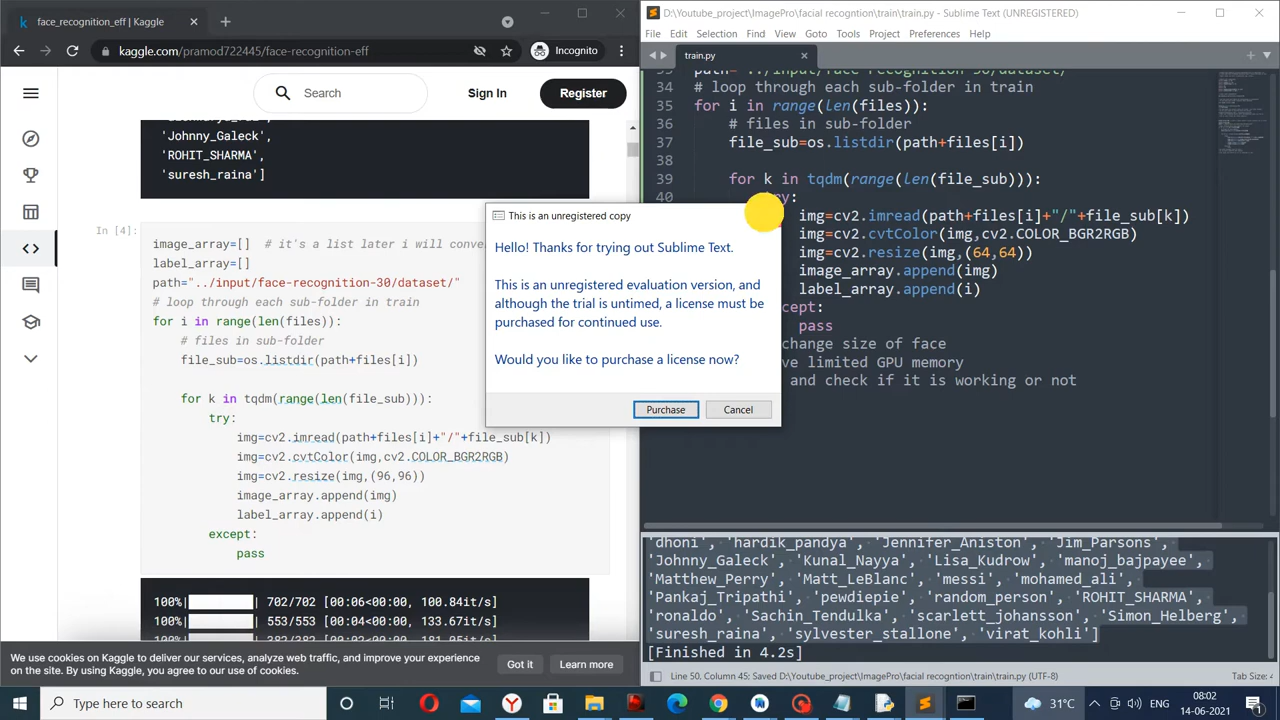 face_recognition_eff | Kaggle
kaggle.com/pramod722445/face-recognition-eff
Incognito
Search
Sign In
Register
'Johnny_Galeck',
'ROHIT_SHARMA',
'suresh_raina']
In [4]:
image_array=[]  # it's a list later i will conve
label_array=[]
path="../input/face-recognition-30/dataset/"
# loop through each sub-folder in train
for i in range(len(files)):
# files in sub-folder
file_sub=os.listdir(path+files[i])
for k in tqdm(range(len(file_sub))):
try:
img=cv2.imread(path+files[i]+"/"+file_sub[k])
img=cv2.cvtColor(img,cv2.COLOR_BGR2RGB)
img=cv2.resize(img,(96,96))
image_array.append(img)
label_array.append(i)
except:
pass
100%| | 702/702 [00:06<00:00, 100.84it/s]
100%| | 553/553 [00:04<00:00, 133.67it/s]
We use cookies on Kaggle to deliver our services, analyze web traffic, and improve your experience
on the site. By using Kaggle, you agree to our use of cookies.
Got it
Learn more
D:\Youtube_project\ImagePro\facial recogntion\train\train.py - Sublime Text (UNREGISTERED)
File Edit Selection Find View Goto Tools Project Preferences Help
train.py
34 # loop through each sub-folder in train
35 for i in range(len(files)):
36 # files in sub-folder
37 file_sub=os.listdir(path+files[i])
38
39 for k in tqdm(range(len(file_sub))):
40
img=cv2.imread(path+files[i]+"/"+file_sub[k])
img=cv2.cvtColor(img,cv2.COLOR_BGR2RGB)
img=cv2.resize(img,(64,64))
image_array.append(img)
label_array.append(i)
cept:
pass
change size of face
ve limited GPU memory
and check if it is working or not
This is an unregistered copy
Hello! Thanks for trying out Sublime Text.
This is an unregistered evaluation version, and
although the trial is untimed, a license must be
purchased for continued use.
Would you like to purchase a license now?
Purchase
Cancel
'dhoni', 'hardik_pandya', 'Jennifer_Aniston', 'Jim_Parsons',
'Johnny_Galeck', 'Kunal_Nayya', 'Lisa_Kudrow', 'manoj_bajpayee',
'Matthew_Perry', 'Matt_LeBlanc', 'messi', 'mohamed_ali',
'Pankaj_Tripathi', 'pewdiepie', 'random_person', 'ROHIT_SHARMA',
'ronaldo', 'Sachin_Tendulka', 'scarlett_johansson', 'Simon_Helberg',
'suresh_raina', 'sylvester_stallone', 'virat_kohli']
[Finished in 4.2s]
Line 50, Column 45: Saved D:\Youtube_project\ImagePro\facial recogntion\train\train.py (UTF-8)
Tab Size:
Type here to search
31°C
ENG
08:02
14-06-2021